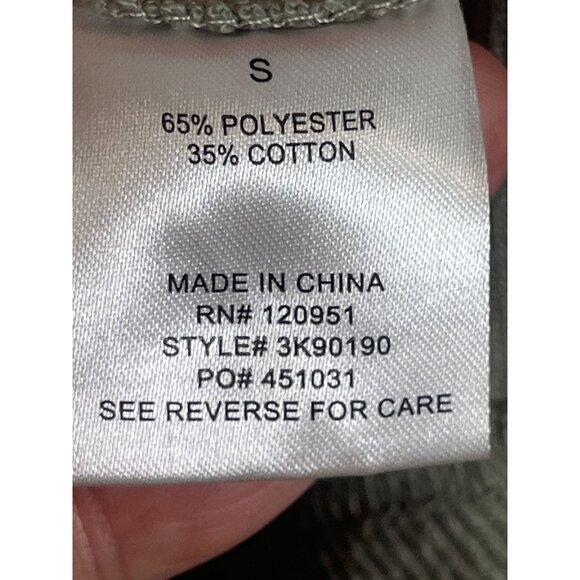 S
65% POLYESTER
35% COTTON
MADE IN CHINA
RN# 120951
STYLE# 3K90190
PO# 451031
SEE REVERSE FOR CARE